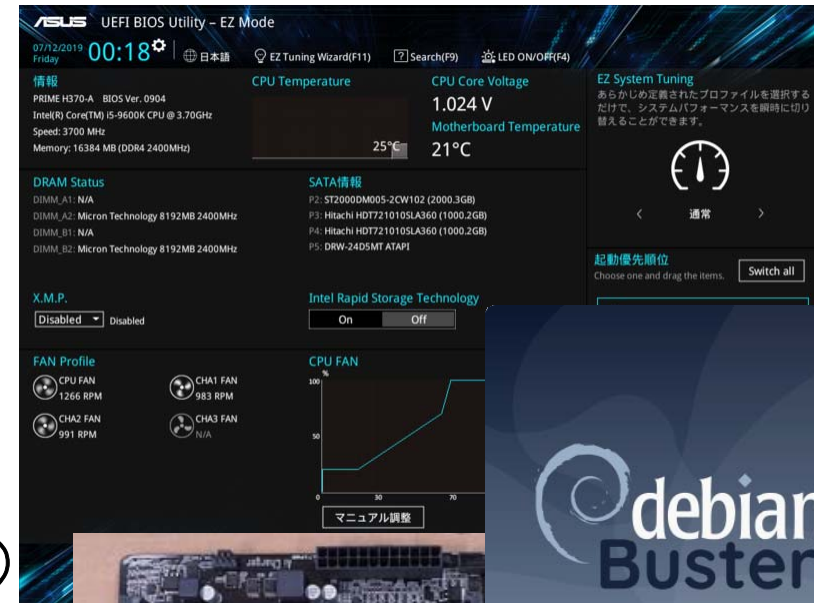 ASUS UEFI BIOS Utility – EZ Mode
07/12/2019
Friday
00:18
日本語
EZ Tuning Wizard(F11)
Search(F9)
LED ON/OFF(F4)
情報
PRIME H370-A BIOS Ver. 0904
Intel(R) Core(TM) i5-9600K CPU @ 3.70GHz
Speed: 3700 MHz
Memory: 16384 MB (DDR4 2400MHz)
CPU Temperature
25°C
CPU Core Voltage
1.024 V
Motherboard Temperature
21°C
EZ System Tuning
あらかじめ定義されたプロファイルを選択する
だけで、システムパフォーマンスを瞬時に切り
替えることができます。
通常
DRAM Status
DIMM_A1: N/A
DIMM_A2: Micron Technology 8192MB 2400MHz
DIMM_B1: N/A
DIMM_B2: Micron Technology 8192MB 2400MHz
SATA情報
P2: ST2000DM005-2CW102 (2000.3GB)
P3: Hitachi HDT721010SLA360 (1000.2GB)
P4: Hitachi HDT721010SLA360 (1000.2GB)
P5: DRW-24D5MT ATAPI
起動優先順位
Choose one and drag the items.
Switch all
X.M.P.
Disabled
Disabled
Intel Rapid Storage Technology
On
Off
FAN Profile
CPU FAN
1266 RPM
CHA1 FAN
983 RPM
CHA2 FAN
991 RPM
CHA3 FAN
N/A
CPU FAN
%
100
50
0
30
70
マニュアル調整
debian
Buster